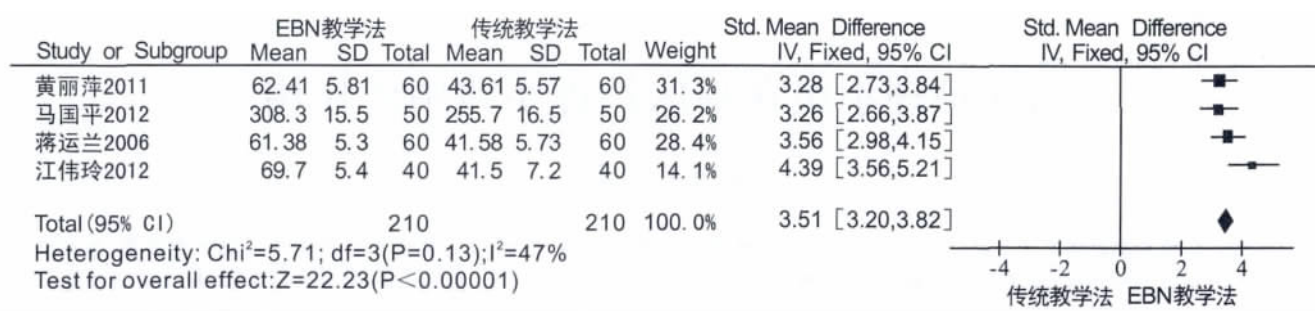 EBN教学法 传统教学法 Std. Mean Difference Std. Mean Difference
Study or Subgroup Mean SD Total Mean SD Total Weight IV, Fixed, 95% CI IV, Fixed, 95% CI
黄丽萍2011 62.41 5.81 60 43.61 5.57 60 31.3% 3.28 [2.73,3.84]
马国平2012 308.3 15.5 50 255.7 16.5 50 26.2% 3.26 [2.66,3.87]
蒋运兰2006 61.38 5.3 60 41.58 5.73 60 28.4% 3.56 [2.98,4.15]
江伟玲2012 69.7 5.4 40 41.5 7.2 40 14.1% 4.39 [3.56,5.21]
Total(95% CI) 210 210 100.0% 3.51 [3.20,3.82]
Heterogeneity: Chi²=5.71; df=3(P=0.13);I²=47%
Test for overall effect:Z=22.23(P<0.00001)
-4 -2 0 2 4
传统教学法 EBN教学法